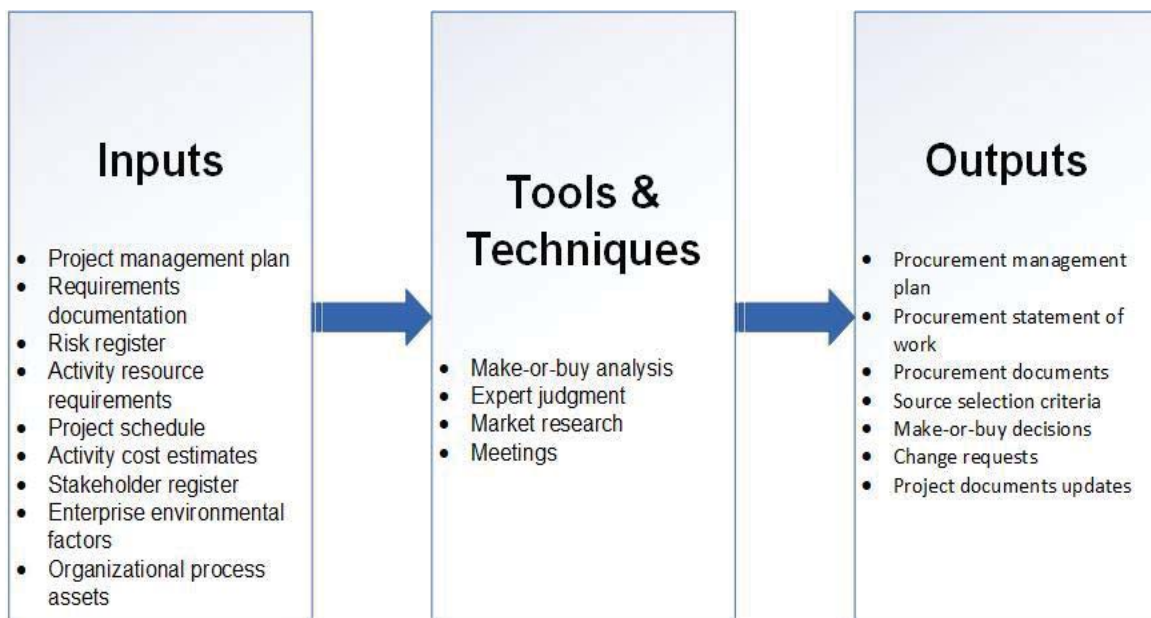 Inputs
• Project management plan
• Requirements
documentation
• Risk register
• Activity resource
requirements
• Project schedule
• Activity cost estimates
• Stakeholder register
• Enterprise environmental
factors
• Organizational process
assets
Tools &
Techniques
• Make-or-buy analysis
• Expert judgment
• Market research
• Meetings
Outputs
• Procurement management
plan
• Procurement statement of
work
• Procurement documents
• Source selection criteria
• Make-or-buy decisions
• Change requests
• Project documents updates